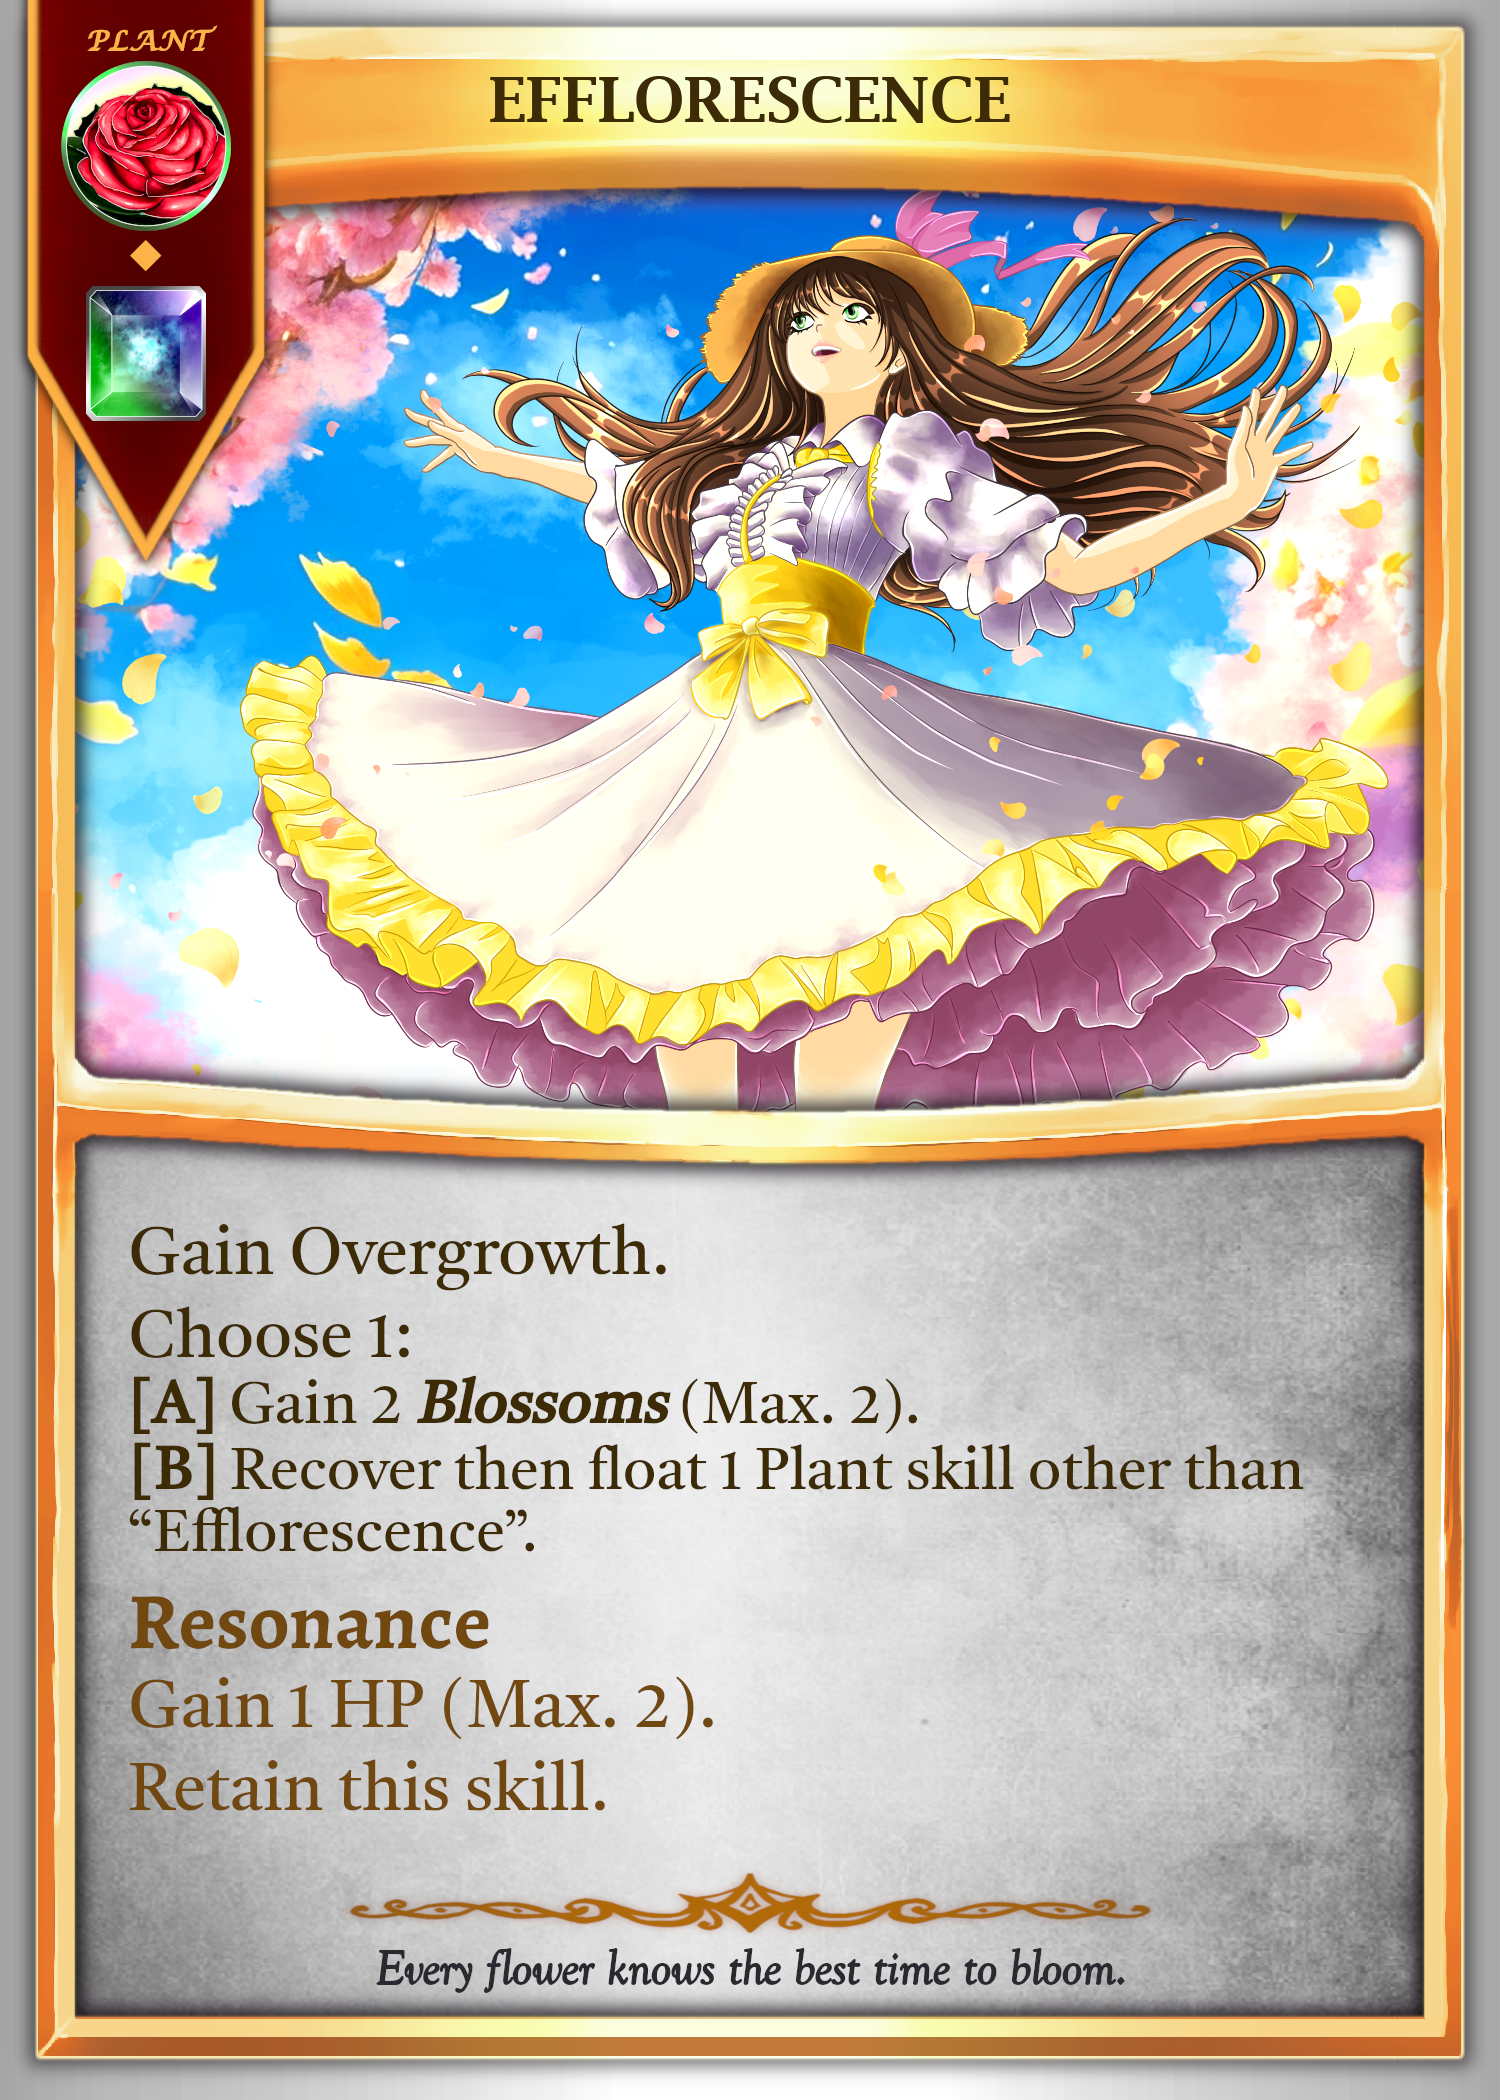 PLANT
EFFLORESCENCE
Gain Overgrowth.
Choose 1:
[A] Gain 2 Blossoms (Max. 2).
[B] Recover then float 1 Plant skill other than
“Efflorescence”.
Resonance
Gain 1 HP (Max. 2).
Retain this skill.
Every flower knows the best time to bloom.